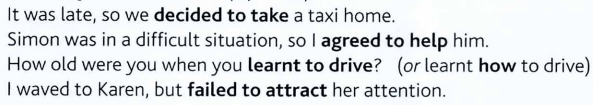 It was late, so we decided to take a taxi home.
Simon was in a difficult situation, so I agreed to help him.
How old were you when you learnt to drive? (or learnt how to drive)
I waved to Karen, but failed to attract her attention.